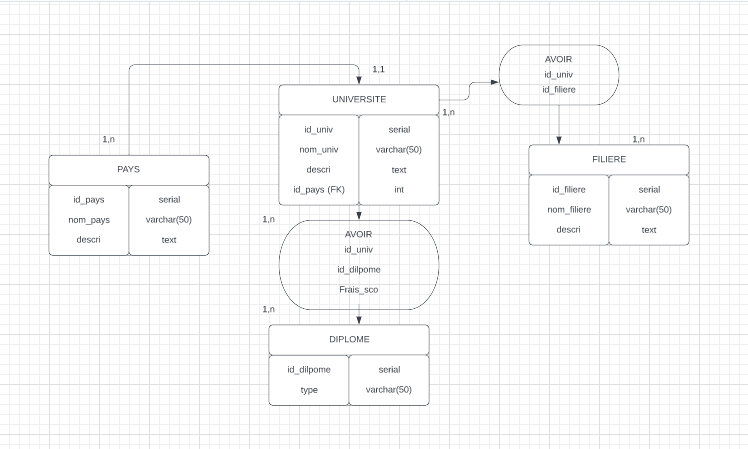 1,1
1,n
PAYS
id_pays serial
nom_pays varchar(50)
descri text
UNIVERSITE
id_univ serial
nom_univ varchar(50)
descri text
id_pays (FK) int
1,n
AVOIR
id_univ
id_filiere
1,n
FILIERE
id_filiere serial
nom_filiere varchar(50)
descri text
1,n
AVOIR
id_univ
id_dilpome
Frais_sco
1,n
DIPLOME
id_dilpome serial
type varchar(50)